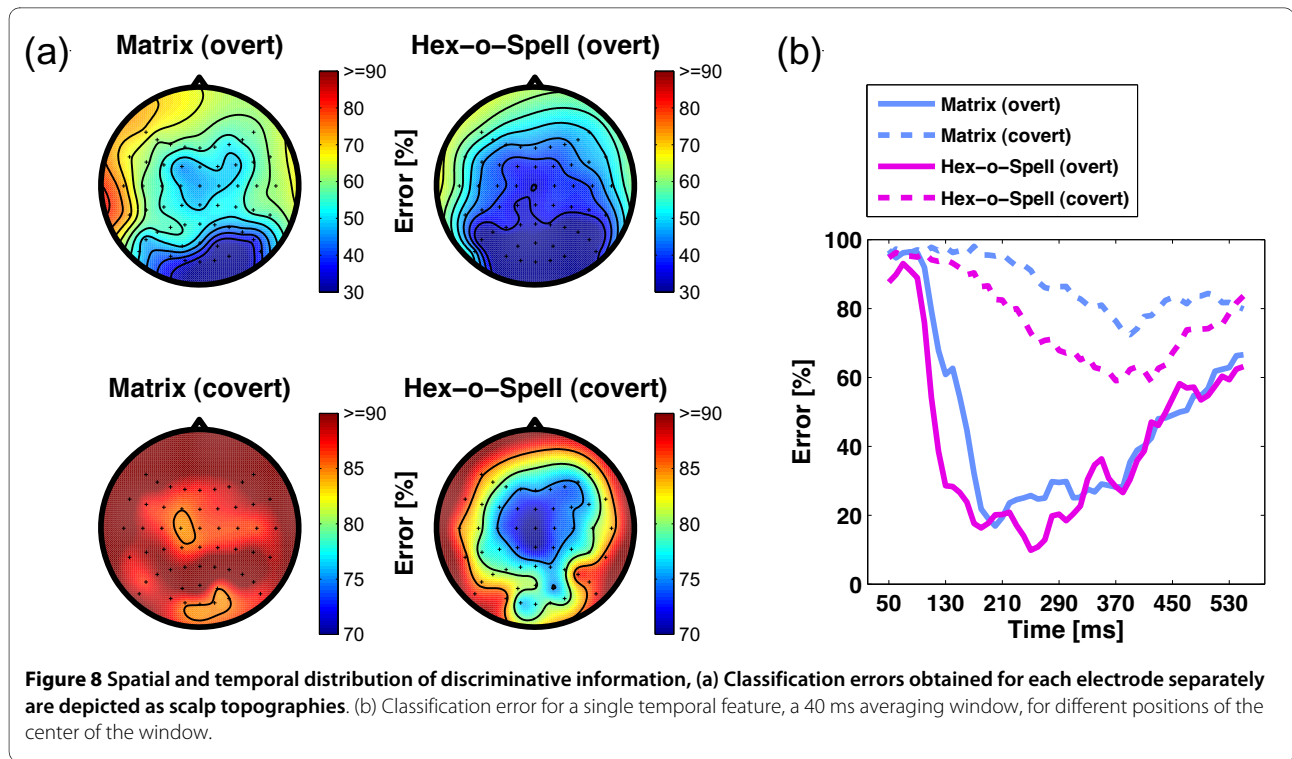 (a)
Matrix (overt)
>=90
80
70
60
50
40
30
Hex-o-Spell (overt)
Error [%]
>=90
80
70
60
50
40
30
Matrix (covert)
>=90
85
80
75
70
Hex-o-Spell (covert)
Error [%]
>=90
85
80
75
70
(b)
Matrix (overt)
Matrix (covert)
Hex-o-Spell (overt)
Hex-o-Spell (covert)
Error [%]
100
80
60
40
20
0
50 130 210 290 370 450 530
Time [ms]
Figure 8 Spatial and temporal distribution of discriminative information, (a) Classification errors obtained for each electrode separately
are depicted as scalp topographies. (b) Classification error for a single temporal feature, a 40 ms averaging window, for different positions of the
center of the window.